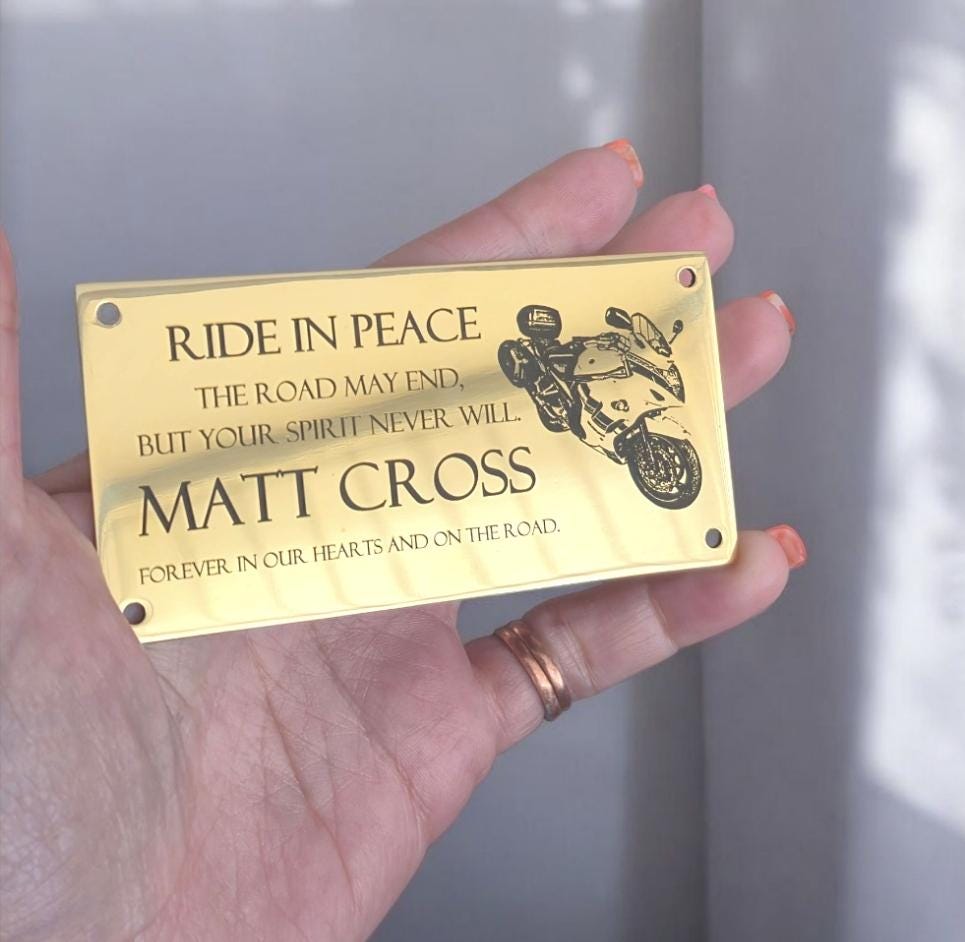 RIDE IN PEACE
THE ROAD MAY END,
BUT YOUR SPIRIT NEVER WILL.
MATT CROSS
FOREVER IN OUR HEARTS AND ON THE ROAD.